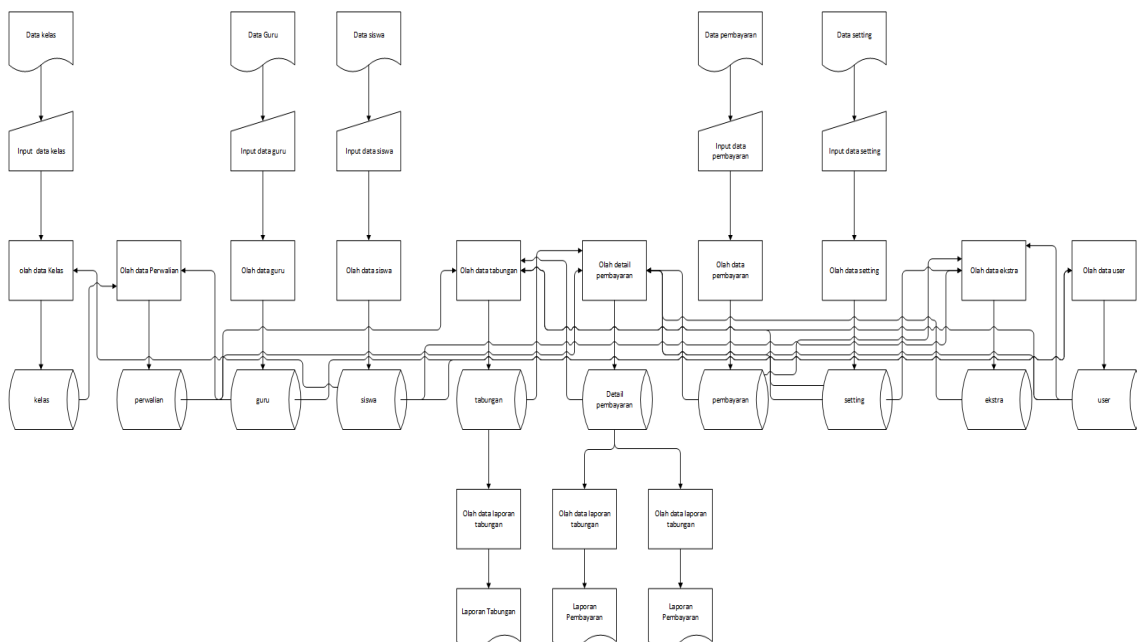 Data kelas
Data Guru
Data siswa
Data pembayaran
Data setting
Input data kelas
Input data guru
Input data siswa
Input data
pembayaran
Input data setting
olah data Kelas
Olah data Perwalian
Olah data guru
Olah data siswa
Olah data tabungan
Olah detail
pembayaran
Olah data
pembayaran
Olah data setting
Olah data ekstra
Olah data user
kelas
perwalian
guru
siswa
tabungan
Detail
pembayaran
pembayaran
setting
ekstra
user
Olah data laporan
tabungan
Olah data laporan
tabungan
Olah data laporan
tabungan
Laporan Tabungan
Laporan
Pembayaran
Laporan
Pembayaran